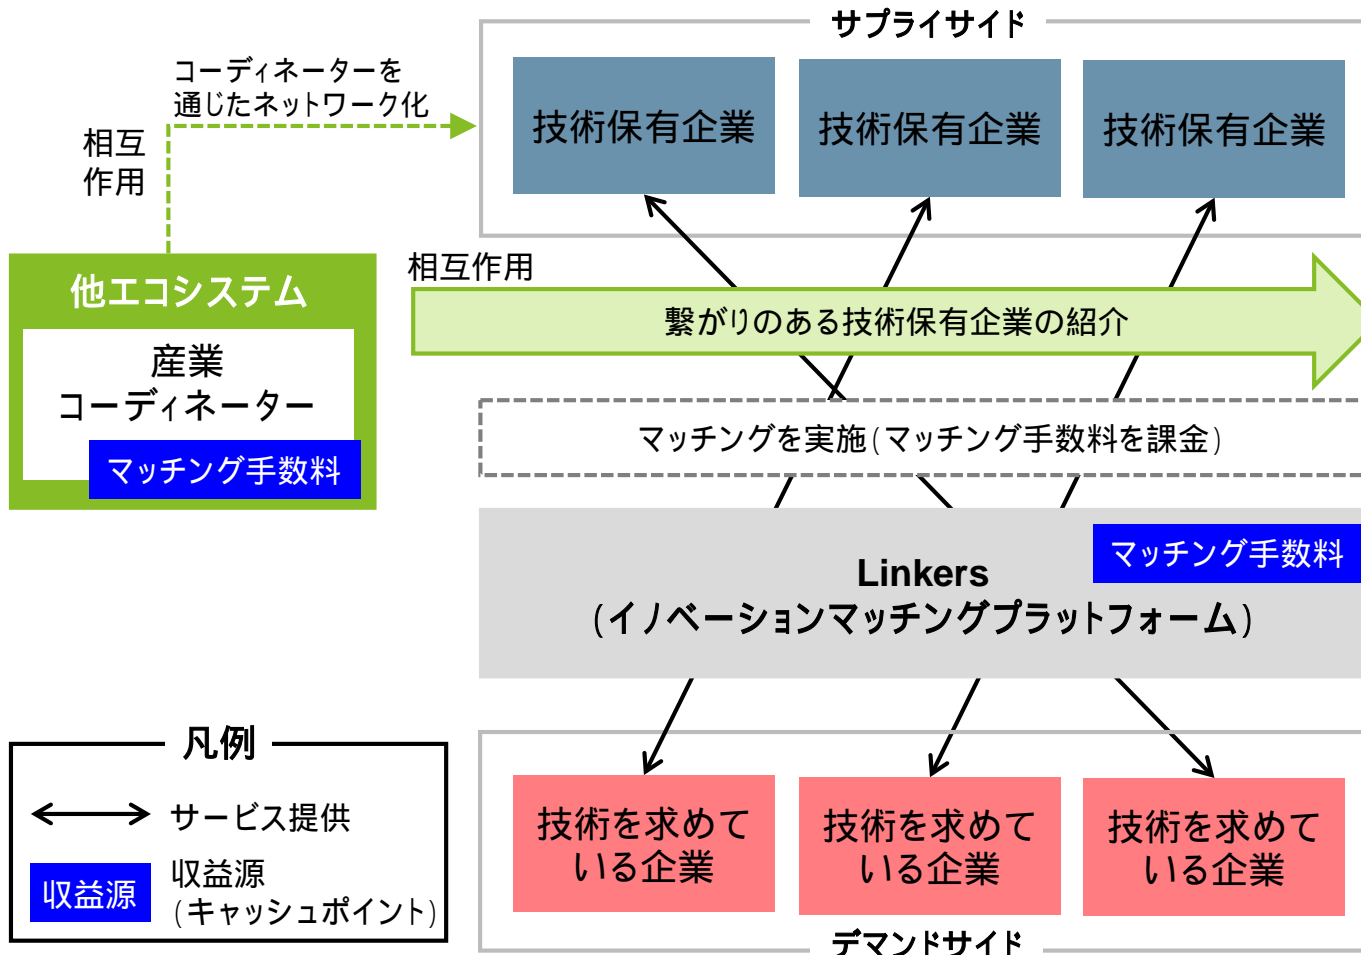 サプライサイド
コーディネーターを
通じたネットワーク化
相互
作用
技術保有企業
技術保有企業
技術保有企業
他エコシステム
産業
コーディネーター
マッチング手数料
相互作用
繋がりのある技術保有企業の紹介
マッチングを実施(マッチング手数料を課金)
マッチング手数料
Linkers
(イノベーションマッチングプラットフォーム)
凡例
サービス提供
収益源
収益源
(キャッシュポイント)
技術を求めて
いる企業
技術を求めて
いる企業
技術を求めて
いる企業
デマンドサイド